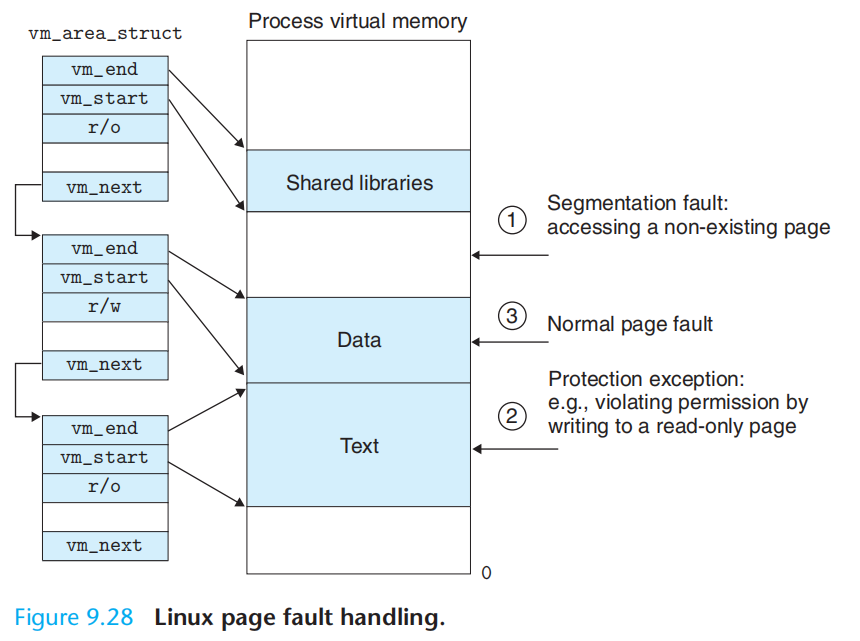 Process virtual memory
vm_area_struct
vm_end
vm_start
r/o
vm_next
vm_end
vm_start
r/w
vm_next
vm_end
vm_start
r/o
vm_next
Shared libraries
Data
Text
0
1
Segmentation fault:
accessing a non-existing page
3
Normal page fault
2
Protection exception:
e.g., violating permission by
writing to a read-only page
Figure 9.28 Linux page fault handling.